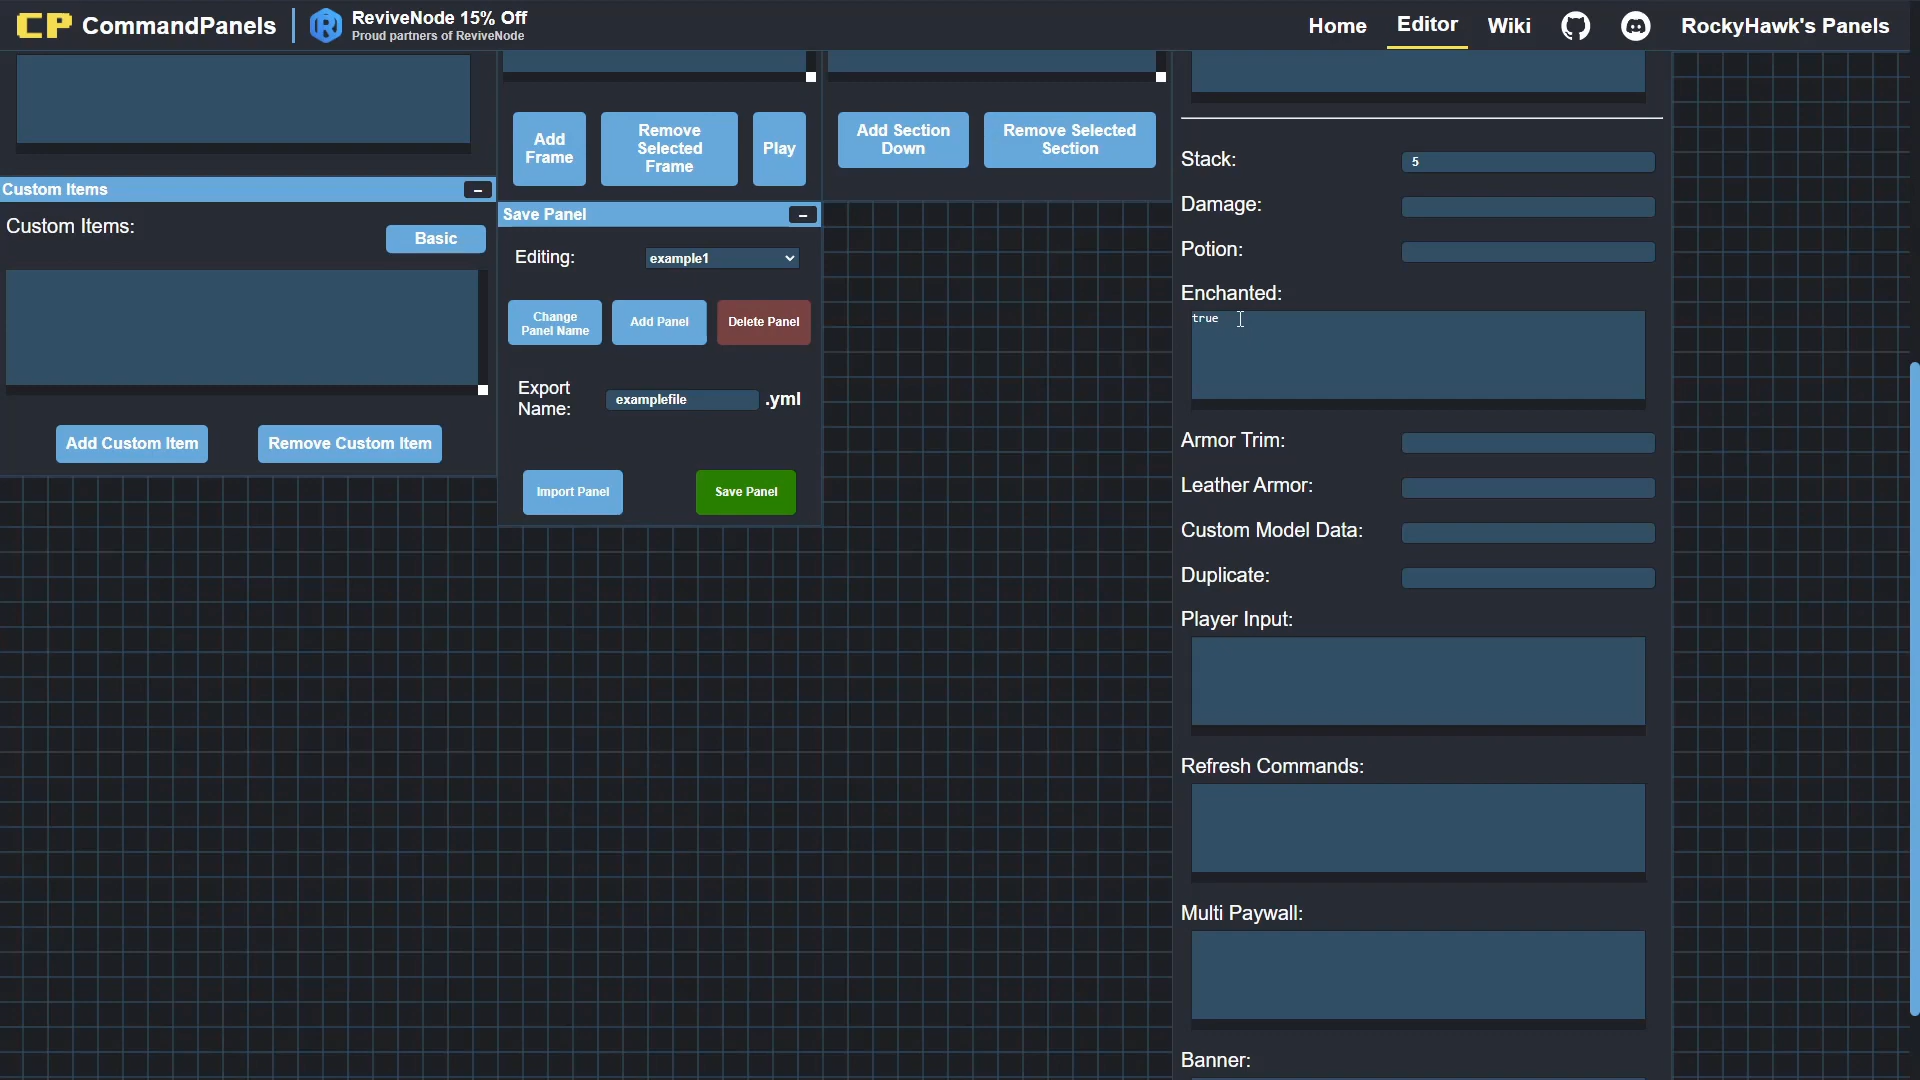 CP CommandPanels
ReviveNode 15% Off
Proud partners of ReviveNode
Home
Editor
Wiki
RockyHawk's Panels
Custom Items
–
Custom Items:
Basic
Add Custom Item
Remove Custom Item
Add
Frame
Remove
Selected
Frame
Play
Save Panel
–
Editing:
example1
Change
Panel Name
Add Panel
Delete Panel
Export
Name:
examplefile
.yml
Import Panel
Save Panel
Add Section
Down
Remove Selected
Section
Stack:
5
Damage:
Potion:
Enchanted:
true
Armor Trim:
Leather Armor:
Custom Model Data:
Duplicate:
Player Input:
Refresh Commands:
Multi Paywall:
Banner: